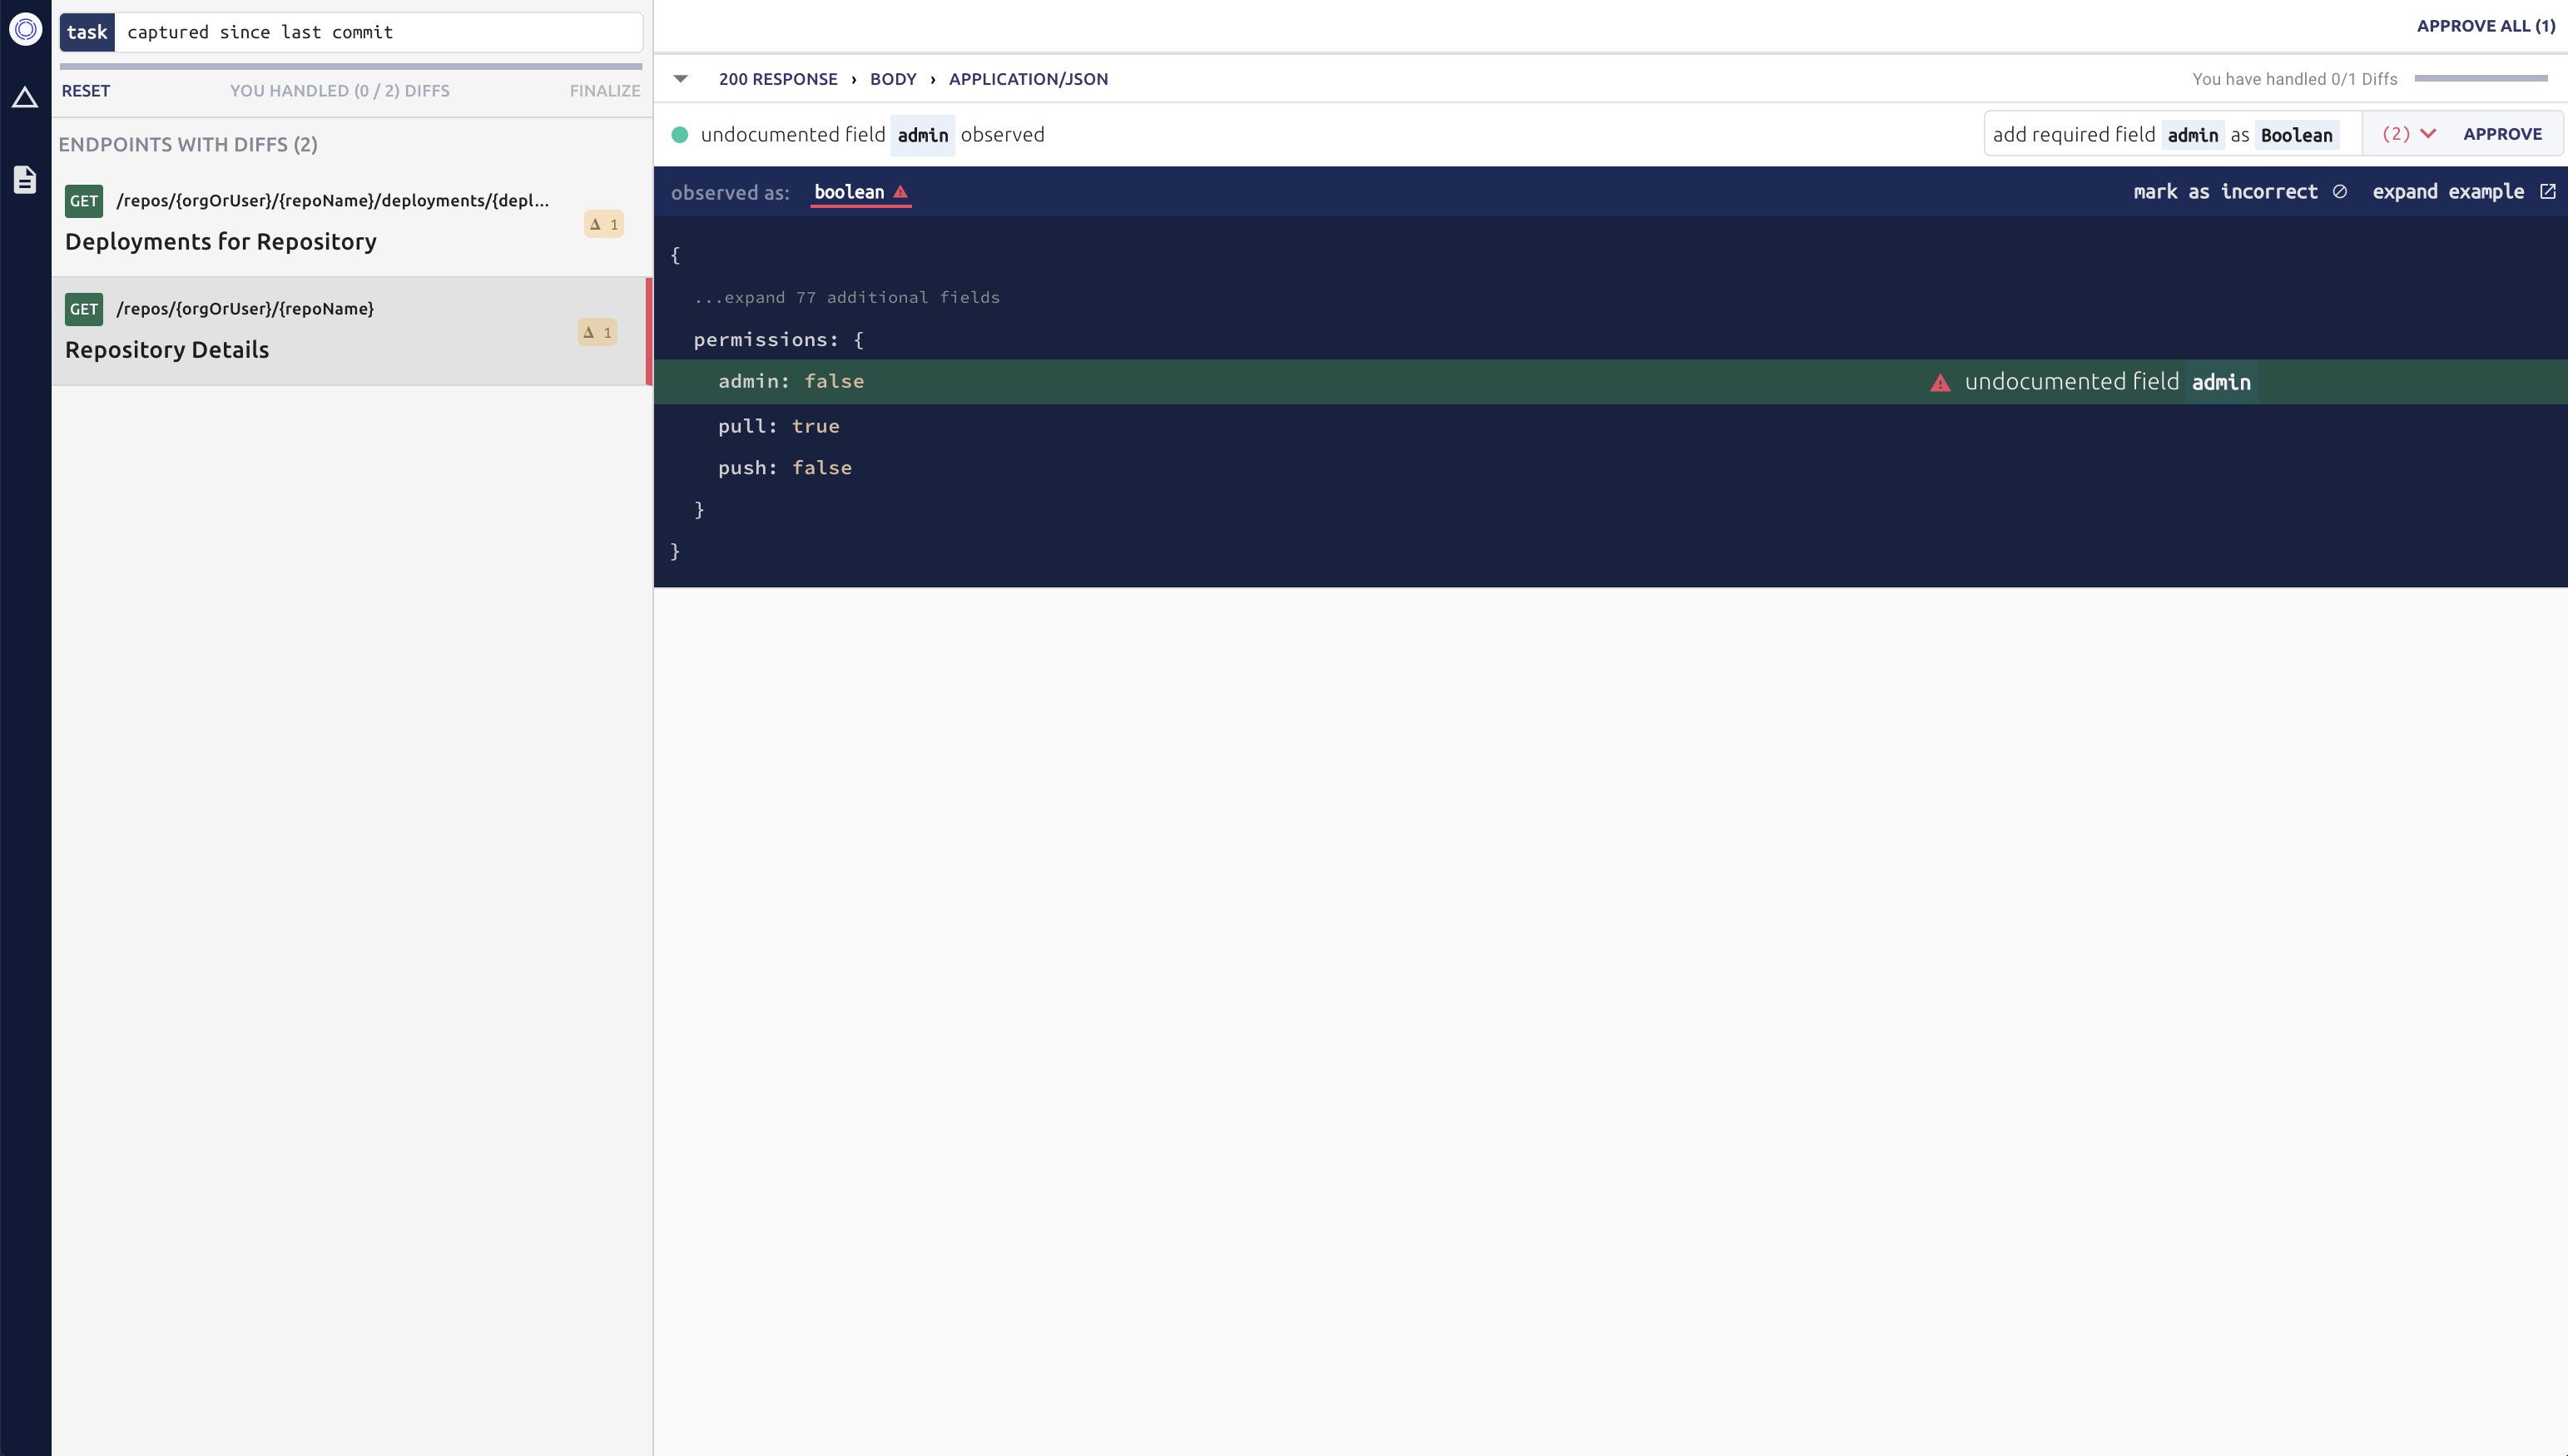 task captured since last commit
RESET YOU HANDLED (0 / 2) DIFFS FINALIZE
ENDPOINTS WITH DIFFS (2)
GET /repos/{orgOrUser}/{repoName}/deployments/{depl...
Δ 1
Deployments for Repository
GET /repos/{orgOrUser}/{repoName}
Δ 1
Repository Details
APPROVE ALL (1)
200 RESPONSE › BODY › APPLICATION/JSON You have handled 0/1 Diffs
undocumented field admin observed add required field admin as Boolean (2) APPROVE
observed as: boolean mark as incorrect expand example
{
...expand 77 additional fields
permissions: {
admin: false undocumented field admin
pull: true
push: false
}
}